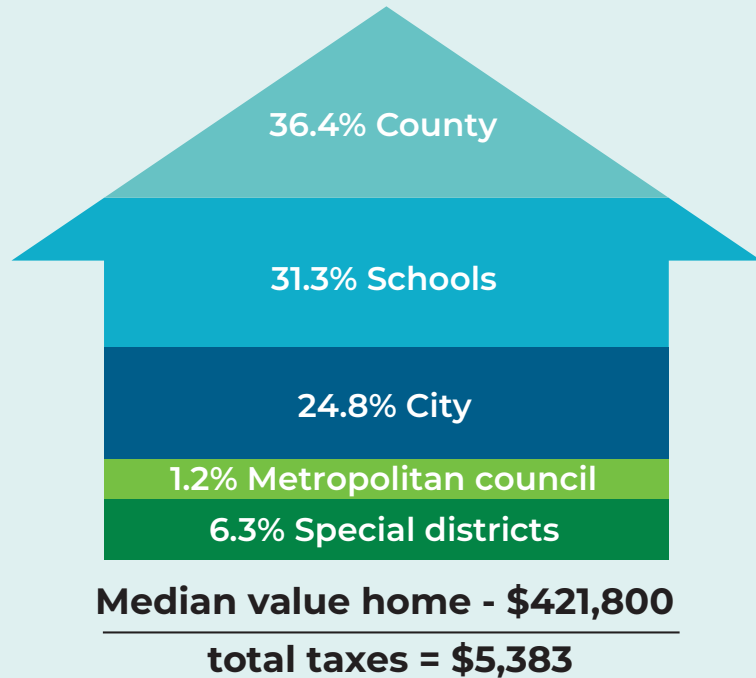 36.4% County
31.3% Schools
24.8% City
1.2% Metropolitan council
6.3% Special districts
Median value home - $421,800
total taxes = $5,383